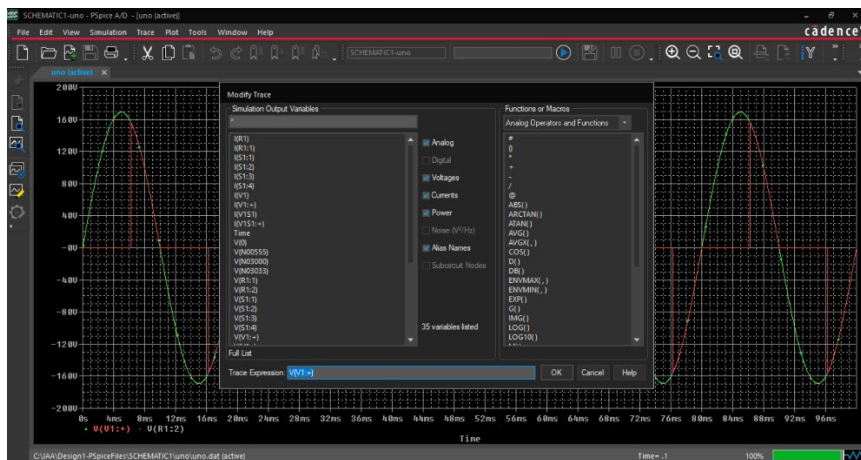 SCHEMATIC1-uno - PSpice A/D - [uno (active)]
File Edit View Simulation Trace Plot Tools Window Help
cādence
SCHEMATIC1-uno
uno (active)
200V
160V
120V
80V
40V
-0V
-40V
-80V
-120V
-160V
-200V
Modify Trace
Simulation Output Variables
*
I(R1)
I(R1:1)
I(S1:1)
I(S1:2)
I(S1:3)
I(S1:4)
I(V1)
I(V1:+)
I(V1S1)
I(V1S1:+)
Time
V(0)
V(N00555)
V(N03000)
V(N03033)
V(R1:1)
V(R1:2)
V(S1:1)
V(S1:2)
V(S1:3)
V(S1:4)
V(V1:+)
Full List
Analog
Digital
Voltages
Currents
Power
Noise (V²/Hz)
Alias Names
Subcircuit Nodes
35 variables listed
Functions or Macros
Analog Operators and Functions
#
()
*
+
-
/
@
ABS()
ARCTAN()
ATAN()
AVG()
AVGX(,)
COS()
D()
DB()
ENVMAX(,)
ENVMIN(,)
EXP()
G()
IMG()
LOG()
LOG10()
Trace Expression: V(V1:+)
OK Cancel Help
0s 4ms 8ms 12ms 16ms 20ms 24ms 28ms 32ms 36ms 40ms 44ms 48ms 52ms 56ms 60ms 64ms 68ms 72ms 76ms 80ms 84ms 88ms 92ms 96ms
V(V1:+) V(R1:2)
Time
C:\JAA\Design1-PSpiceFiles\SCHEMATIC1\uno\uno.dat (active)
Time= .1
100%